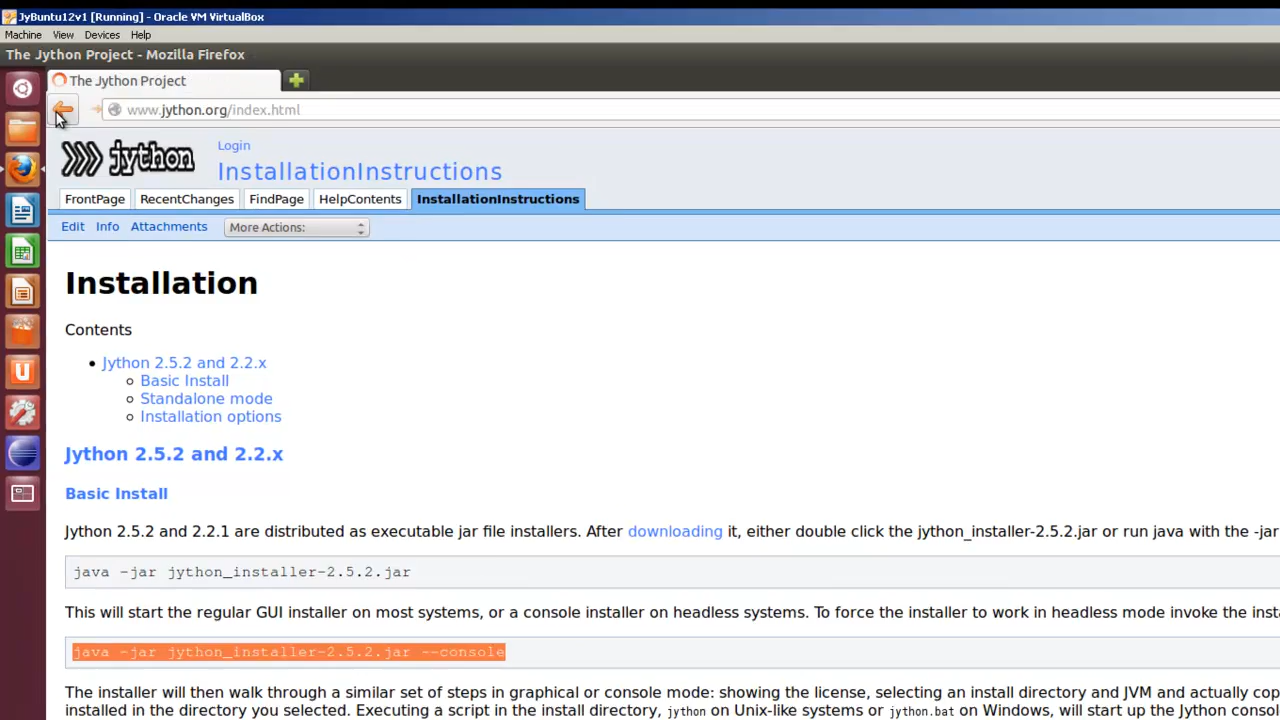 JyBuntu12v1 [Running] - Oracle VM VirtualBox
Machine View Devices Help
The Jython Project - Mozilla Firefox
The Jython Project
www.jython.org/index.html
jython
Login
InstallationInstructions
FrontPage RecentChanges FindPage HelpContents InstallationInstructions
Edit Info Attachments More Actions:
Installation
Contents
Jython 2.5.2 and 2.2.x
Basic Install
Standalone mode
Installation options
Jython 2.5.2 and 2.2.x
Basic Install
Jython 2.5.2 and 2.2.1 are distributed as executable jar file installers. After downloading it, either double click the jython_installer-2.5.2.jar or run java with the -jar
java -jar jython_installer-2.5.2.jar
This will start the regular GUI installer on most systems, or a console installer on headless systems. To force the installer to work in headless mode invoke the insta
java -jar jython_installer-2.5.2.jar --console
The installer will then walk through a similar set of steps in graphical or console mode: showing the license, selecting an install directory and JVM and actually cop
installed in the directory you selected. Executing a script in the install directory, jython on Unix-like systems or jython.bat on Windows, will start up the Jython conso